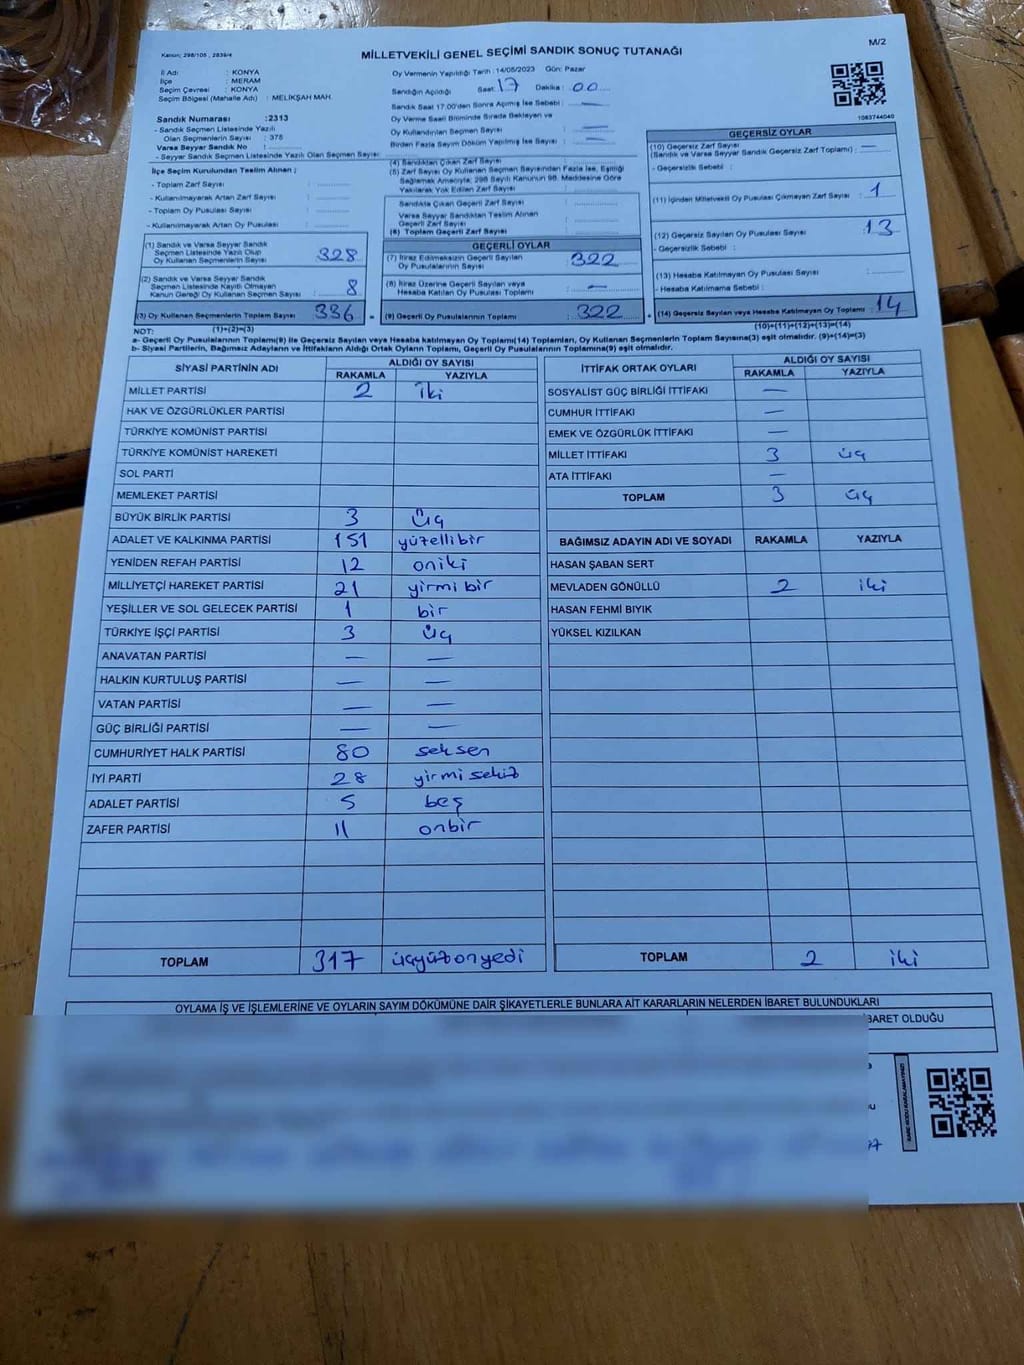 Kanun: 298/105 , 2839/4
MİLLETVEKİLİ GENEL SEÇİMİ SANDIK SONUÇ TUTANAĞI
M/2
İl Adı : KONYA
İlçe : MERAM
Seçim Çevresi : KONYA
Seçim Bölgesi (Mahalle Adı) : MELİKŞAH MAH.
Sandık Numarası :2313
- Sandık Seçmen Listesinde Yazılı
Olan Seçmenlerin Sayısı : 375
Varsa Seyyar Sandık No :
- Seyyar Sandık Seçmen Listesinde Yazılı Olan Seçmen Sayısı:
İlçe Seçim Kurulundan Teslim Alınan ;
- Toplam Zarf Sayısı :
- Kullanılmayarak Artan Zarf Sayısı :
- Toplam Oy Pusulası Sayısı :
- Kullanılmayarak Artan Oy Pusulası :
(1) Sandık ve Varsa Seyyar Sandık
Seçmen Listesinde Yazılı Olup
Oy Kullanan Seçmenlerin Sayısı : 328
(2) Sandık ve Varsa Seyyar Sandık
Seçmen Listesinde Kayıtlı Olmayan
Kanun Gereği Oy Kullanan Seçmen Sayısı : 8
(3) Oy Kullanan Seçmenlerin Toplam Sayısı : 336 =
Oy Vermenin Yapıldığı Tarih :14/05/2023 Gün: Pazar
Sandığın Açıldığı Saat: 17 Dakika : 00
Sandık Saat 17.00'den Sonra Açılmış İse Sebebi : —
Oy Verme Saati Bitiminde Sırada Bekleyen ve
Oy Kullandırılan Seçmen Sayısı : —
Birden Fazla Sayım Döküm Yapılmış İse Sayısı : —
(4) Sandıktan Çıkan Zarf Sayısı :
(5) Zarf Sayısı Oy Kullanan Seçmen Sayısından Fazla İse, Eşitliği
Sağlamak Amacıyla; 298 Sayılı Kanunun 98. Maddesine Göre
Yakılarak Yok Edilen Zarf Sayısı :
Sandıkta Çıkan Geçerli Zarf Sayısı :
Varsa Seyyar Sandıktan Teslim Alınan
Geçerli Zarf Sayısı :
(6) Toplam Geçerli Zarf Sayısı :
GEÇERLİ OYLAR
(7) İtiraz Edilmeksizin Geçerli Sayılan
Oy Pusulalarının Sayısı : 322
(8) İtiraz Üzerine Geçerli Sayılan veya
Hesaba Katılan Oy Pusulası Toplamı : —
(9) Geçerli Oy Pusulalarının Toplamı : 322 +
1083744040
GEÇERSİZ OYLAR
(10) Geçersiz Zarf Sayısı
(Sandık ve Varsa Seyyar Sandık Geçersiz Zarf Toplamı) : —
- Geçersizlik Sebebi :
(11) İçinden Milletvekili Oy Pusulası Çıkmayan Zarf Sayısı : 1
(12) Geçersiz Sayılan Oy Pusulası Sayısı : 13
- Geçersizlik Sebebi :
(13) Hesaba Katılmayan Oy Pusulası Sayısı :
- Hesaba Katılmama Sebebi :
(14) Geçersiz Sayılan veya Hesaba Katılmayan Oy Toplamı : 14
NOT: (1)+(2)=(3) (10)+(11)+(12)+(13)=(14)
a- Geçerli Oy Pusulalarının Toplamı(9) ile Geçersiz Sayılan veya Hesaba katılmayan Oy Toplamı(14) Toplamları, Oy Kullanan Seçmenlerin Toplam Sayısına(3) eşit olmalıdır. (9)+(14)=(3)
b- Siyasi Partilerin, Bağımsız Adayların ve İttifakların Aldığı Ortak Oyların Toplamı, Geçerli Oy Pusulalarının Toplamına(9) eşit olmalıdır.
SİYASİ PARTİNİN ADI ALDIĞI OY SAYISI
RAKAMLA YAZIYLA
MİLLET PARTİSİ 2 iki
HAK VE ÖZGÜRLÜKLER PARTİSİ
TÜRKİYE KOMÜNİST PARTİSİ
TÜRKİYE KOMÜNİST HAREKETİ
SOL PARTİ
MEMLEKET PARTİSİ
BÜYÜK BİRLİK PARTİSİ 3 üç
ADALET VE KALKINMA PARTİSİ 151 yüzellibir
YENİDEN REFAH PARTİSİ 12 oniki
MİLLİYETÇİ HAREKET PARTİSİ 21 yirmi bir
YEŞİLLER VE SOL GELECEK PARTİSİ 1 bir
TÜRKİYE İŞÇİ PARTİSİ 3 üç
ANAVATAN PARTİSİ — —
HALKIN KURTULUŞ PARTİSİ — —
VATAN PARTİSİ — —
GÜÇ BİRLİĞİ PARTİSİ — —
CUMHURİYET HALK PARTİSİ 80 seksen
İYİ PARTİ 28 yirmi sekiz
ADALET PARTİSİ 5 beş
ZAFER PARTİSİ 11 onbir
TOPLAM 317 üçyüzonyedi
İTTİFAK ORTAK OYLARI ALDIĞI OY SAYISI
RAKAMLA YAZIYLA
SOSYALİST GÜÇ BİRLİĞİ İTTİFAKI —
CUMHUR İTTİFAKI —
EMEK VE ÖZGÜRLÜK İTTİFAKI —
MİLLET İTTİFAKI 3 üç
ATA İTTİFAKI —
TOPLAM 3 üç
BAĞIMSIZ ADAYIN ADI VE SOYADI RAKAMLA YAZIYLA
HASAN ŞABAN SERT
MEVLADEN GÖNÜLLÜ 2 iki
HASAN FEHMİ BIYIK
YÜKSEL KIZILKAN
TOPLAM 2 iki
OYLAMA İŞ VE İŞLEMLERİNE VE OYLARIN SAYIM DÖKÜMÜNE DAİR ŞİKAYETLERLE BUNLARA AİT KARARLARIN NELERDEN İBARET BULUNDUKLARI
BARET OLDUĞU